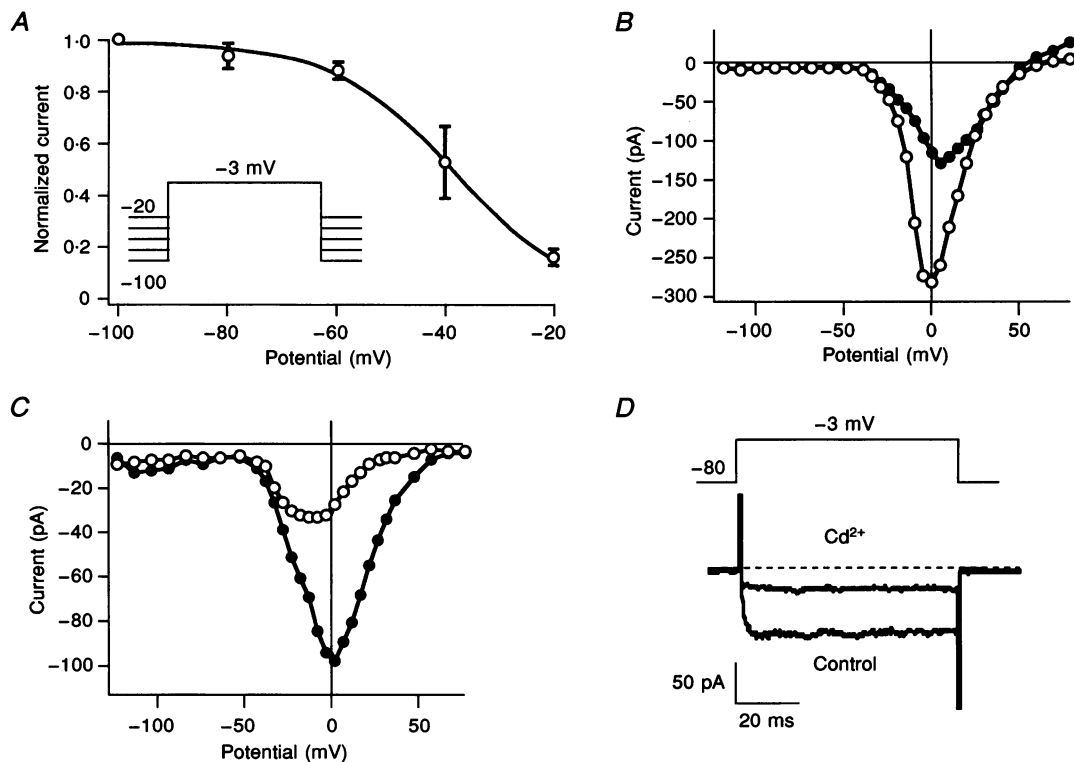 A
1·0
0·8
0·6
0·4
0·2
0
Normalized current
−3 mV
−20
−100
−100
−80
−60
−40
−20
Potential (mV)
B
0
−50
−100
−150
−200
−250
−300
Current (pA)
−100
−50
0
50
Potential (mV)
C
0
−20
−40
−60
−80
−100
Current (pA)
−100
−50
0
50
Potential (mV)
D
−3 mV
−80
Cd²⁺
Control
50 pA
20 ms